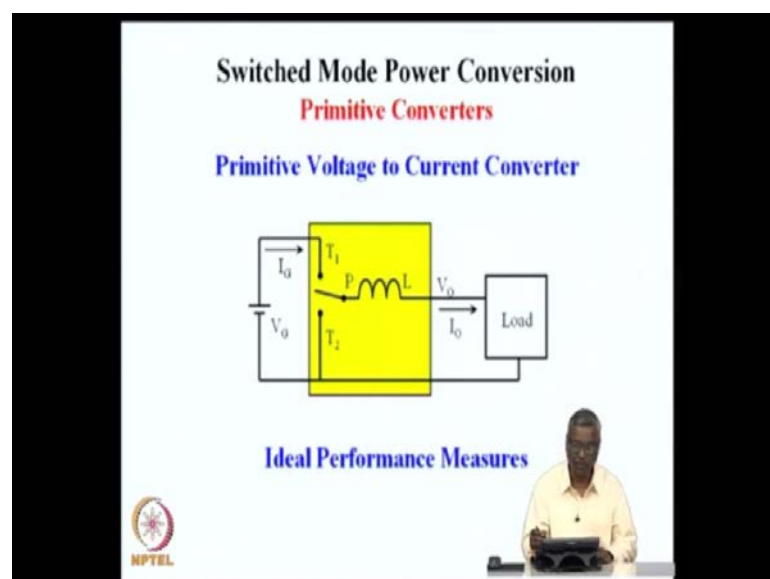 Switched Mode Power Conversion
Primitive Converters
Primitive Voltage to Current Converter
T1
IG
P
L
VO
VG
IO
Load
T2
Ideal Performance Measures
NPTEL